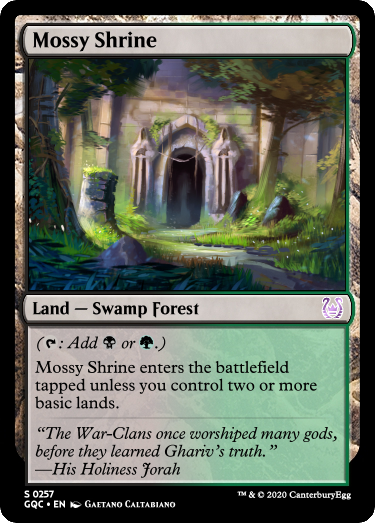 Mossy Shrine
Land — Swamp Forest
(: Add or .)
Mossy Shrine enters the battlefield
tapped unless you control two or more
basic lands.
"The War-Clans once worshiped many gods,
before they learned Ghariv's truth."
—His Holiness Jorah
S 0257
GQC • EN Gaetano Caltabiano
™ & © 2020 CanterburyEgg